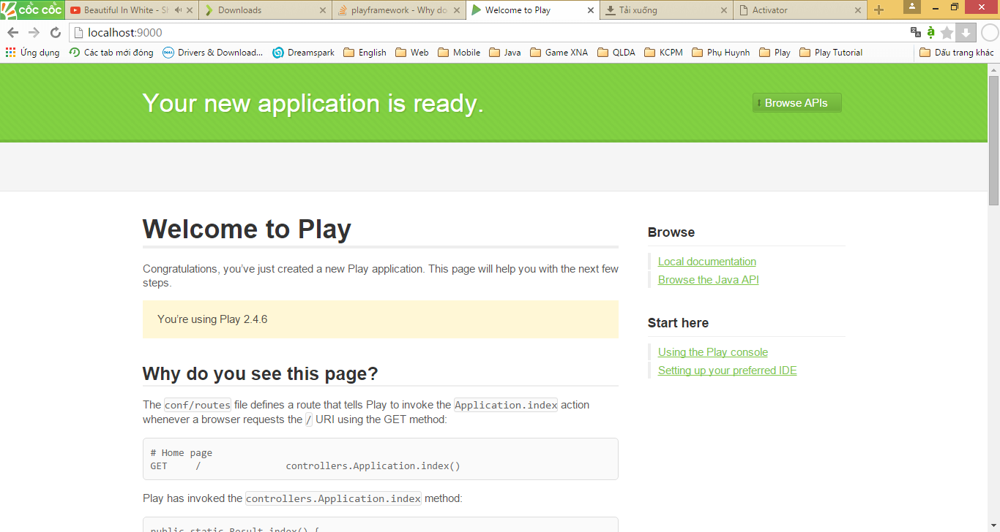 cốc cốc
Beautiful In White - Sh
Downloads
playframework - Why do
Welcome to Play
Tải xuống
Activator
localhost:9000
Ứng dụng
Các tab mới đóng
Drivers & Download...
Dreamspark
English
Web
Mobile
Java
Game XNA
QLDA
KCPM
Phụ Huynh
Play
Play Tutorial
Dấu trang khác
Your new application is ready.
Browse APIs
Welcome to Play
Congratulations, you’ve just created a new Play application. This page will help you with the next few
steps.
You’re using Play 2.4.6
Why do you see this page?
The conf/routes file defines a route that tells Play to invoke the Application.index action
whenever a browser requests the / URI using the GET method:
# Home page
GET / controllers.Application.index()
Play has invoked the controllers.Application.index method:
public static Result index() {
Browse
Local documentation
Browse the Java API
Start here
Using the Play console
Setting up your preferred IDE